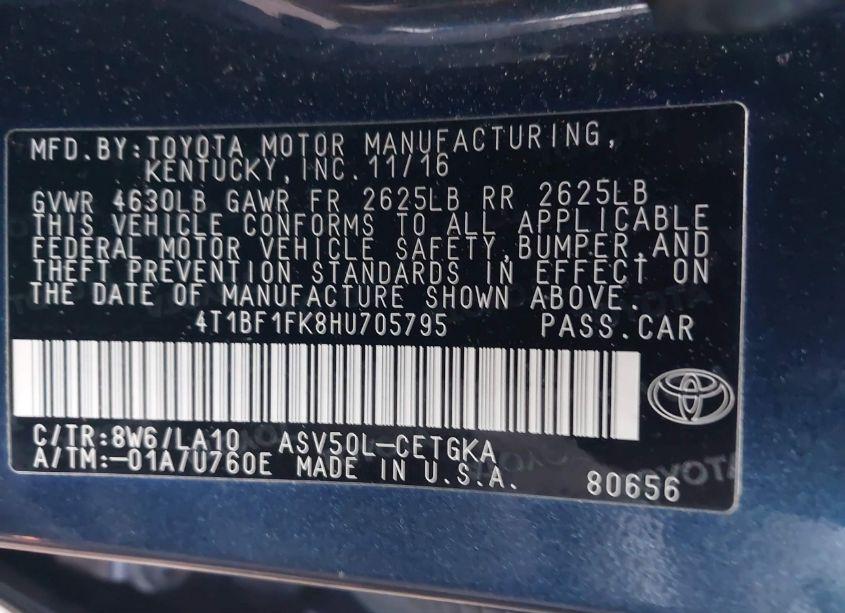 MFD.BY:TOYOTA MOTOR MANUFACTURING,
KENTUCKY,INC.11/16
GVWR 4630LB GAWR FR 2625LB RR 2625LB
THIS VEHICLE CONFORMS TO ALL APPLICABLE
FEDERAL MOTOR VEHICLE SAFETY,BUMPER,AND
THEFT PREVENTION STANDARDS IN EFFECT ON
THE DATE OF MANUFACTURE SHOWN ABOVE.
4T1BF1FK8HU705795 PASS.CAR
C/TR:8W6/LA10 ASV50L-CETGKA
A/TM:-01A/U760E MADE IN U.S.A. 80656